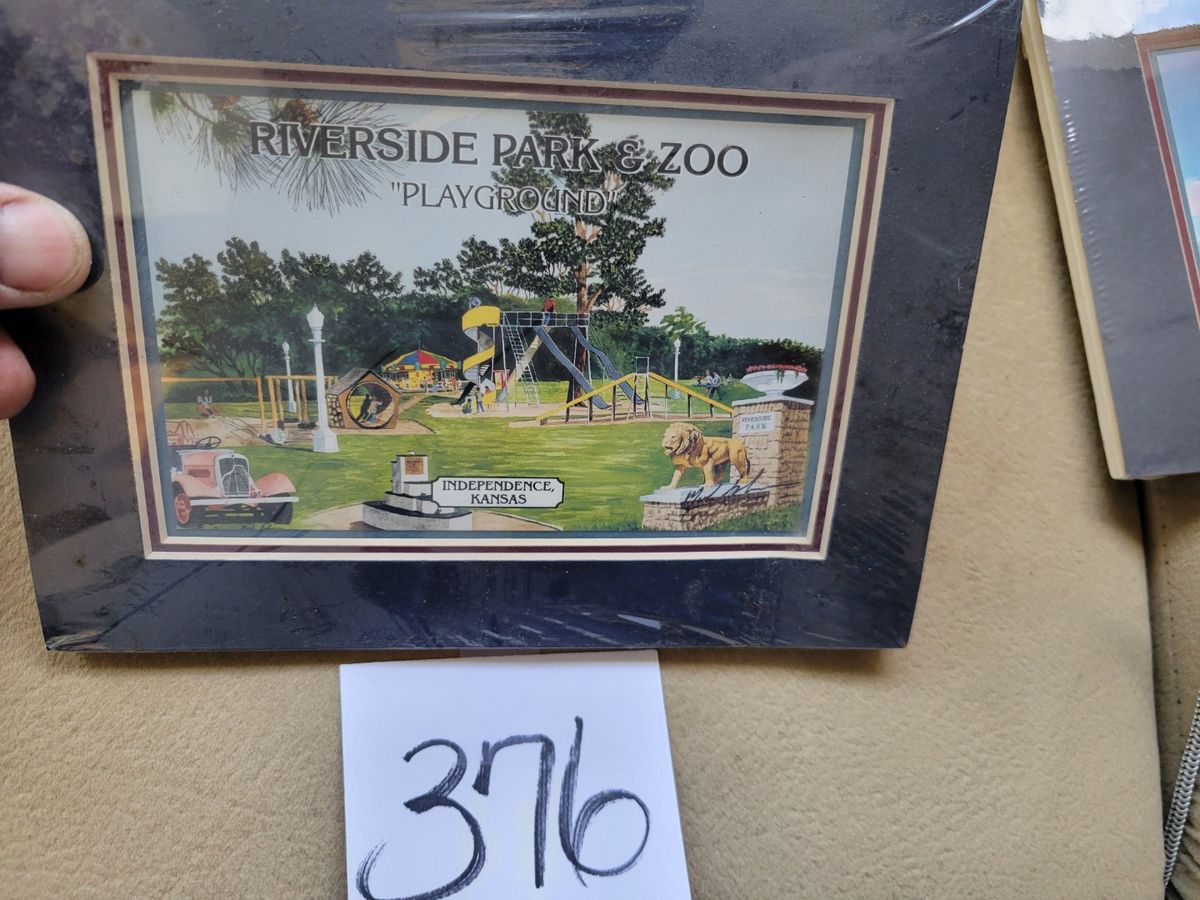 RIVERSIDE PARK & ZOO
"PLAYGROUND"
RIVERSIDE
PARK
INDEPENDENCE,
KANSAS
376